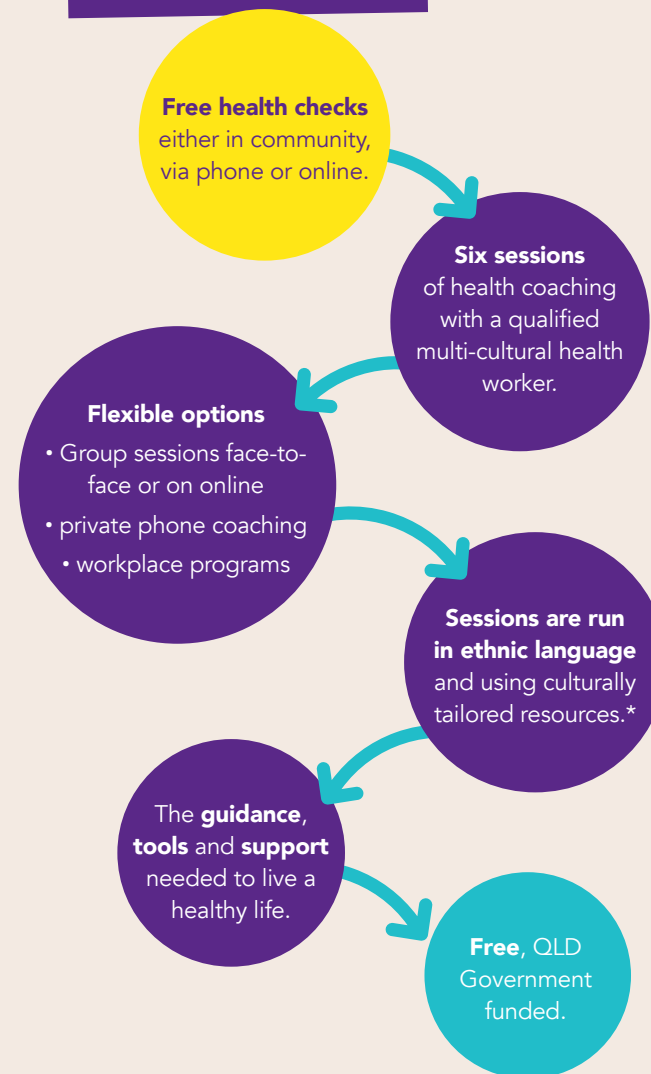 Free health checks
either in community,
via phone or online.
Six sessions
of health coaching
with a qualified
multi-cultural health
worker.
Flexible options
• Group sessions face-to-
face or on online
• private phone coaching
• workplace programs
Sessions are run
in ethnic language
and using culturally
tailored resources.*
The guidance,
tools and support
needed to live a
healthy life.
Free, QLD
Government
funded.